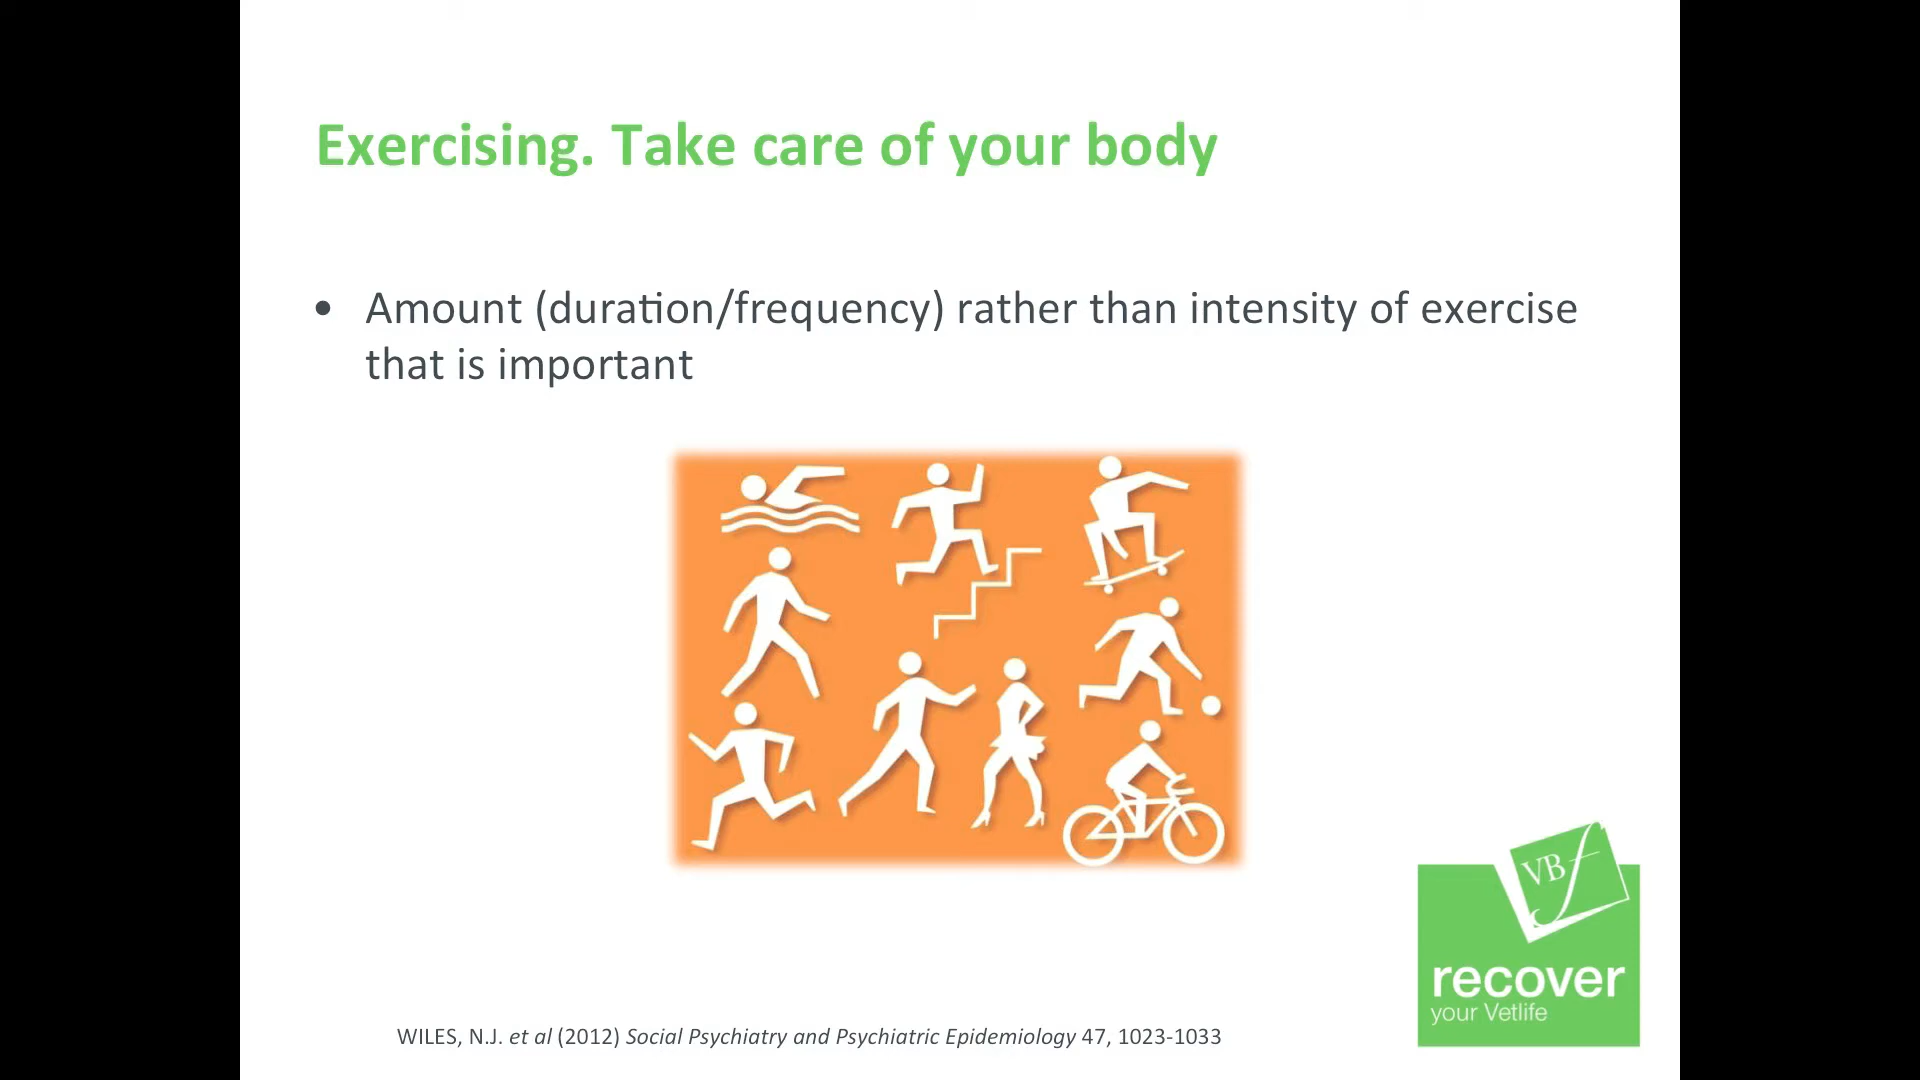 Exercising. Take care of your body
• Amount (duration/frequency) rather than intensity of exercise
that is important
VBf
recover
your Vetlife
WILES, N.J. et al (2012) Social Psychiatry and Psychiatric Epidemiology 47, 1023-1033